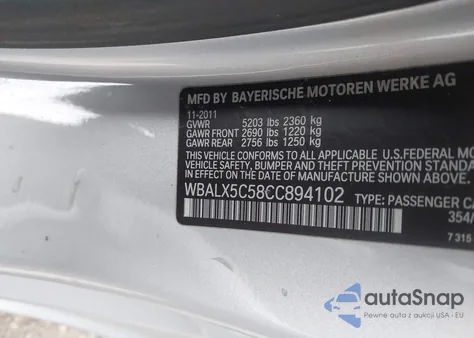 MFD BY BAYERISCHE MOTOREN WERKE AG
11-2011
GVWR 5203 lbs 2360 kg
GAWR FRONT 2690 lbs 1220 kg
GAWR REAR 2756 lbs 1250 kg
THIS VEHICLE CONFORMS TO ALL APPLICABLE U.S.FEDERAL MO
VEHICLE SAFETY, BUMPER AND THEFT PREVENTION STANDA
IN EFFECT ON THE DATE OF MANUFACTURE SHOWN ABOVE.
WBALX5C58CC894102 TYPE: PASSENGER CA
354/
7 315
autoSnap
Pewne auta z aukcji USA - EU